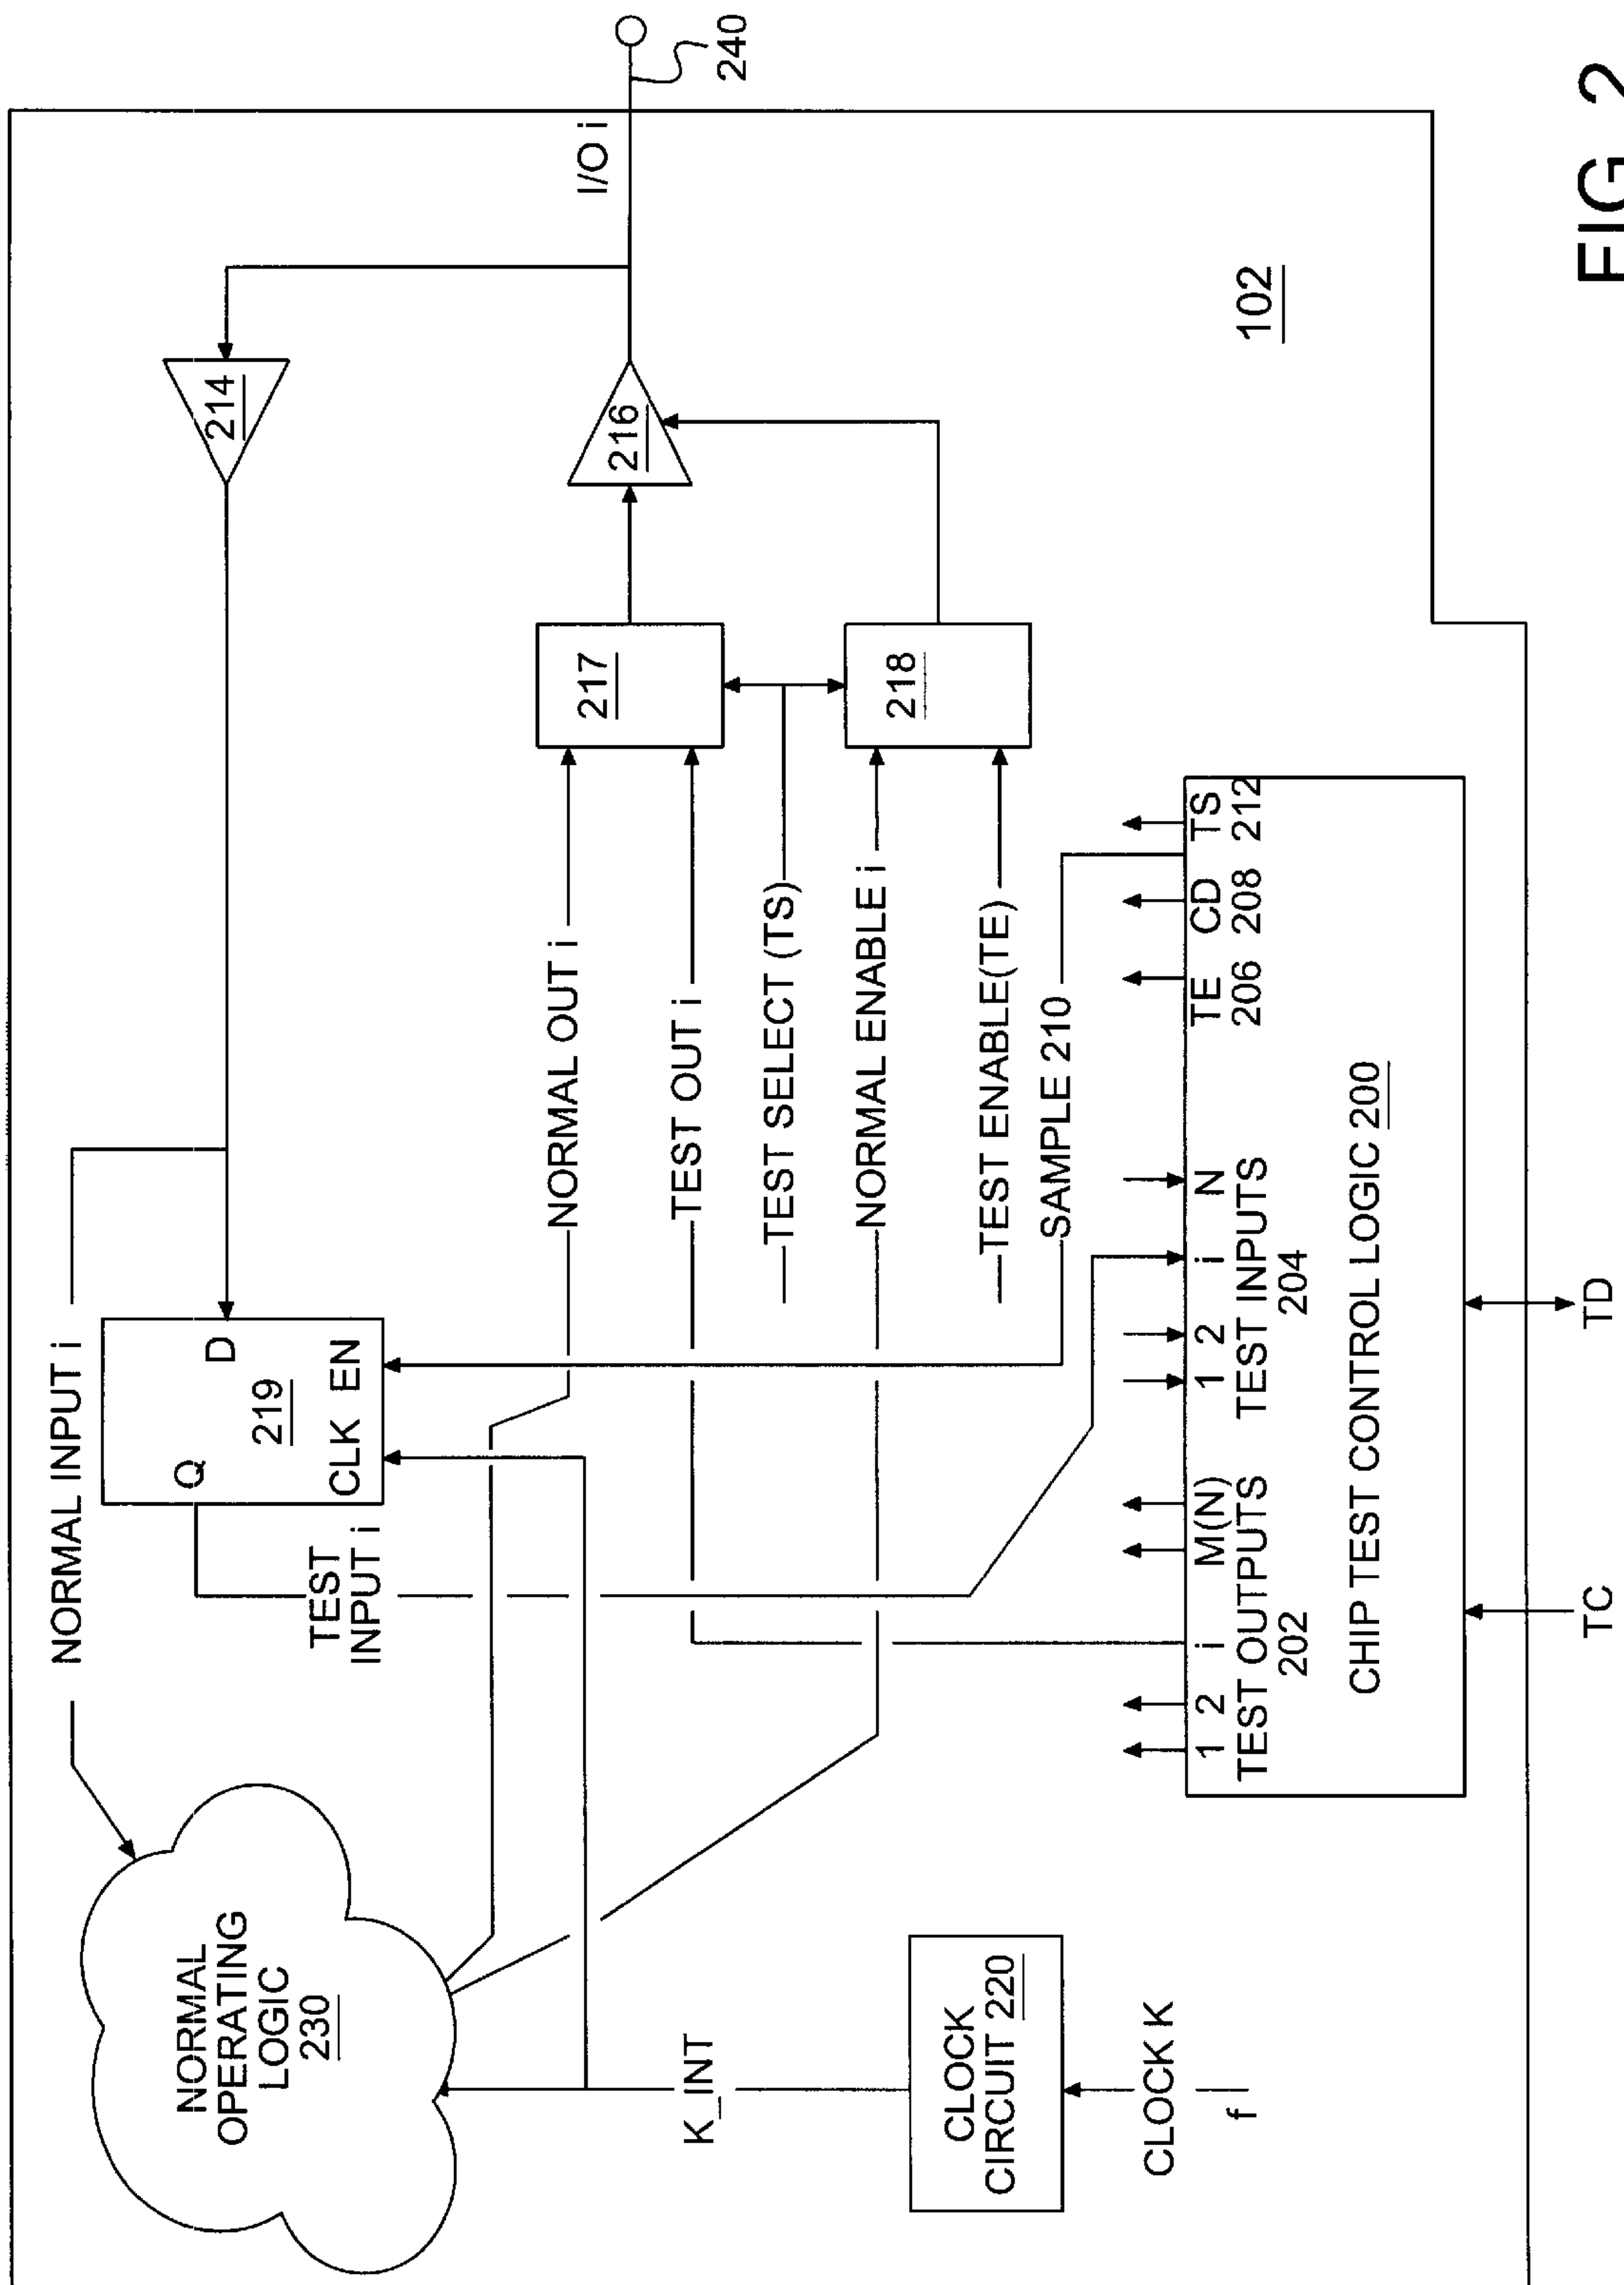 NORMAL INPUT i
NORMAL
OPERATING
LOGIC
230
Q
D
219
CLK EN
214
TEST
INPUT i
I/O i
240
216
217
218
NORMAL OUT i
TEST OUT i
TEST SELECT (TS)
NORMAL ENABLE i
TEST ENABLE(TE)
SAMPLE 210
K_INT
CLOCK
CIRCUIT 220
CLOCK K
f
1 2 i M(N)
TEST OUTPUTS
202
1 2 i N
TEST INPUTS
204
TE CD TS
206 208 212
CHIP TEST CONTROL LOGIC 200
TC
TD
102
FIG 2